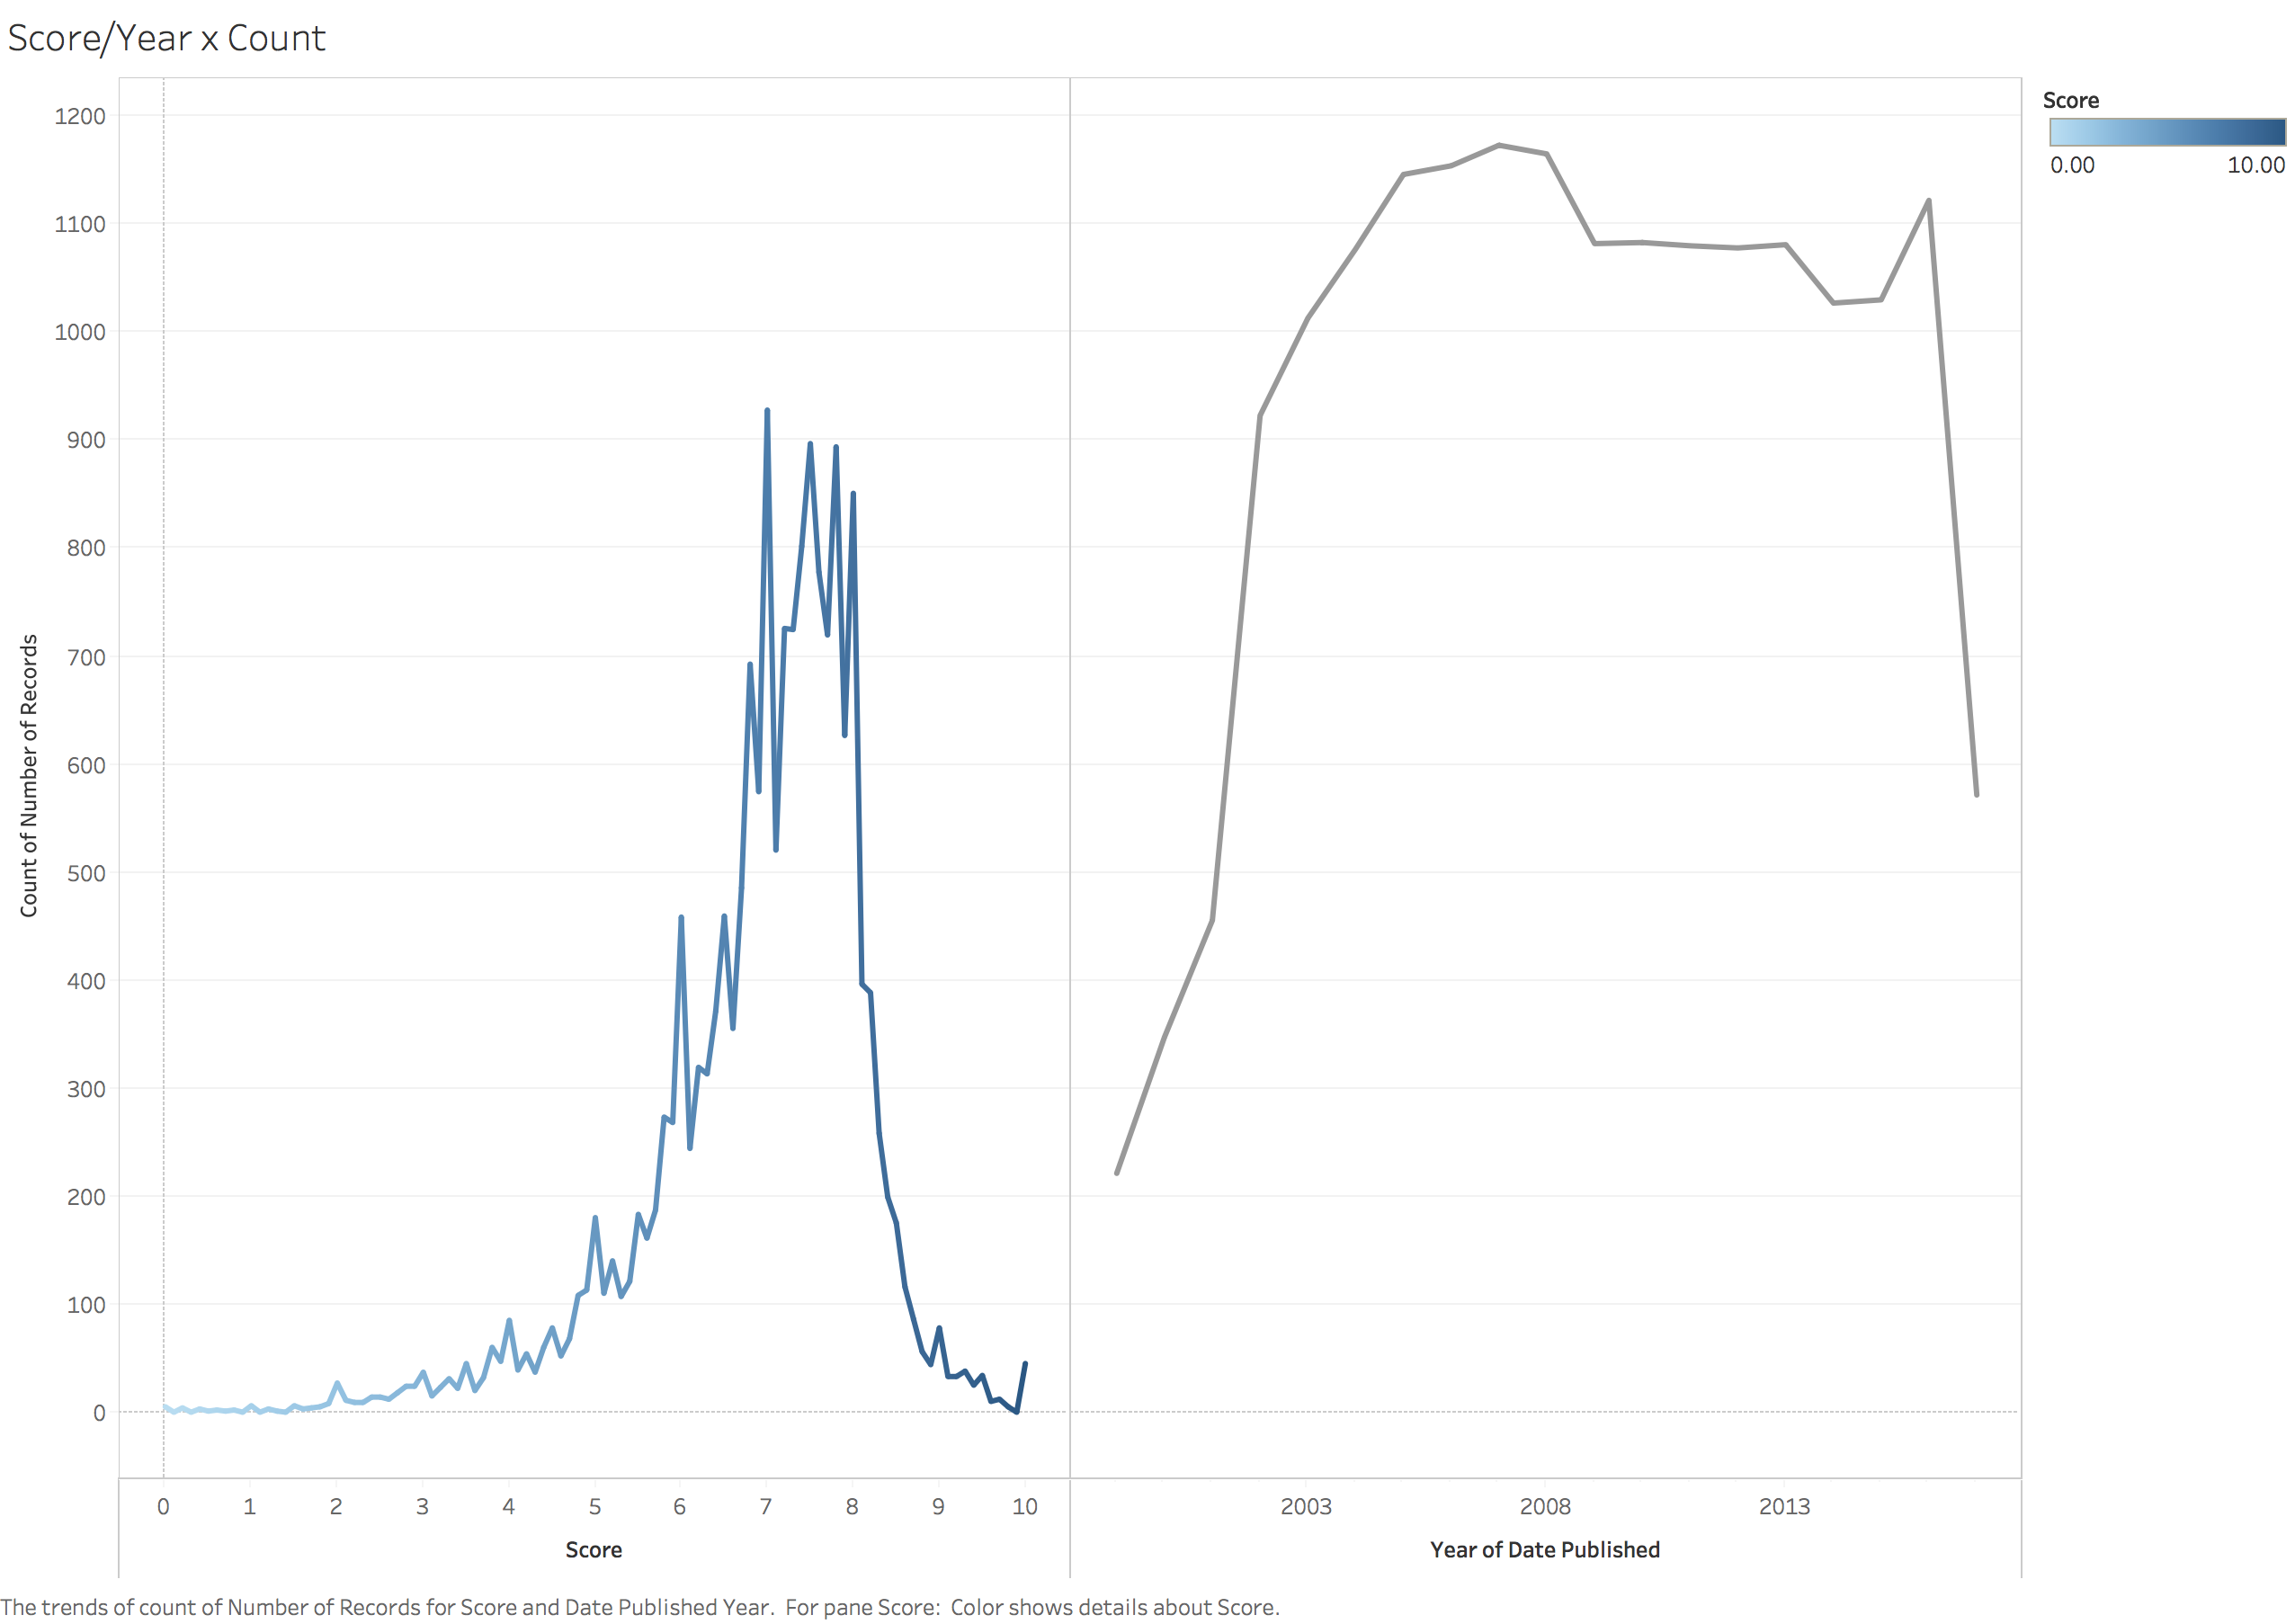 Score/Year x Count
Score
0.00 10.00
1200
1100
1000
900
800
700
600
500
400
300
200
100
0
Count of Number of Records
0 1 2 3 4 5 6 7 8 9 10 2003 2008 2013
Score Year of Date Published
The trends of count of Number of Records for Score and Date Published Year. For pane Score: Color shows details about Score.